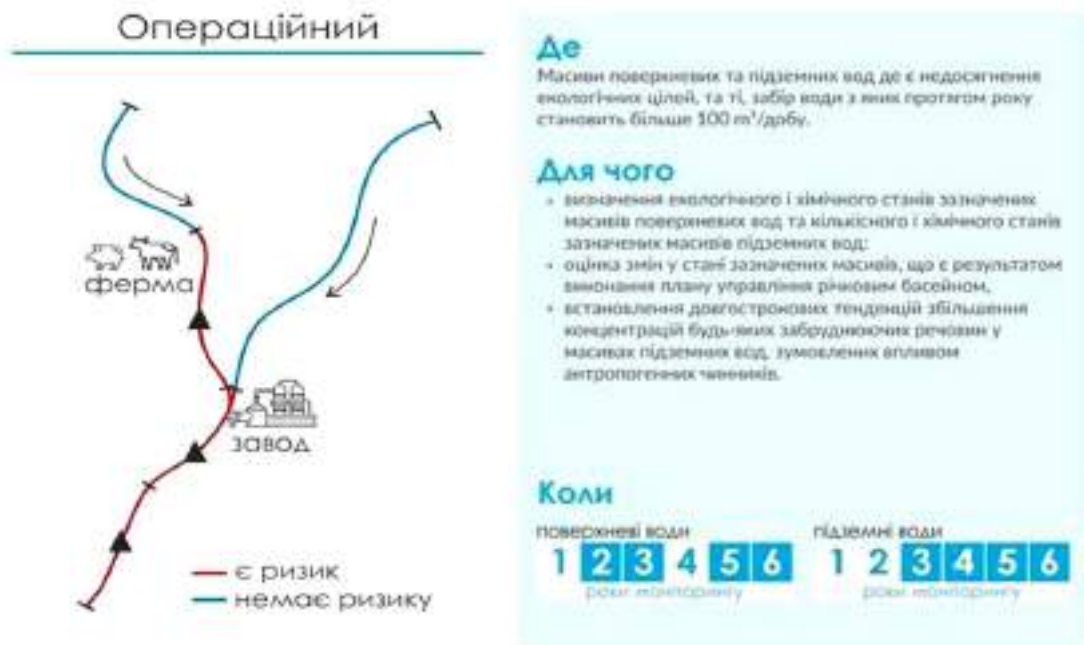 Операційний
ферма
завод
є ризик
немає ризику
Де
Масиви поверхневих та підземних вод де є недосягнення
екологічних цілей, та ті, забір води з яких протягом року
становить більше 100 m³/добу.
Для чого
• визначення екологічного і хімічного станів зазначених
масивів поверхневих вод та кількісного і хімічного станів
зазначених масивів підземних вод;
• оцінка змін у стані зазначених масивів, що є результатом
виконання плану управління річковим басейном,
• встановлення довгострокових тенденцій збільшення
концентрацій будь-яких забруднюючих речовин у
масивах підземних вод, зумовлених впливом
антропогенних чинників.
Коли
поверхневі води
1 2 3 4 5 6
роки моніторингу
підземні води
1 2 3 4 5 6
роки моніторингу